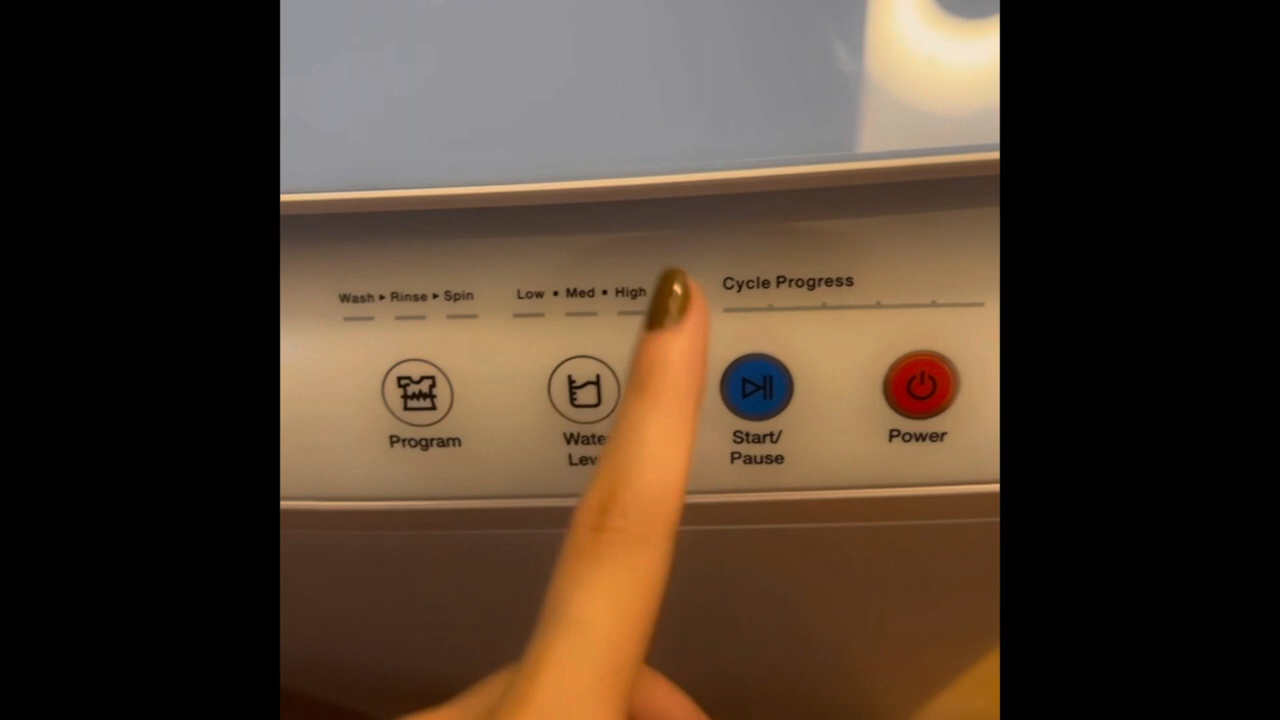 Wash ▸ Rinse ▸ Spin
Low ▪ Med ▪ High
Cycle Progress
Program
Start/
Pause
Power